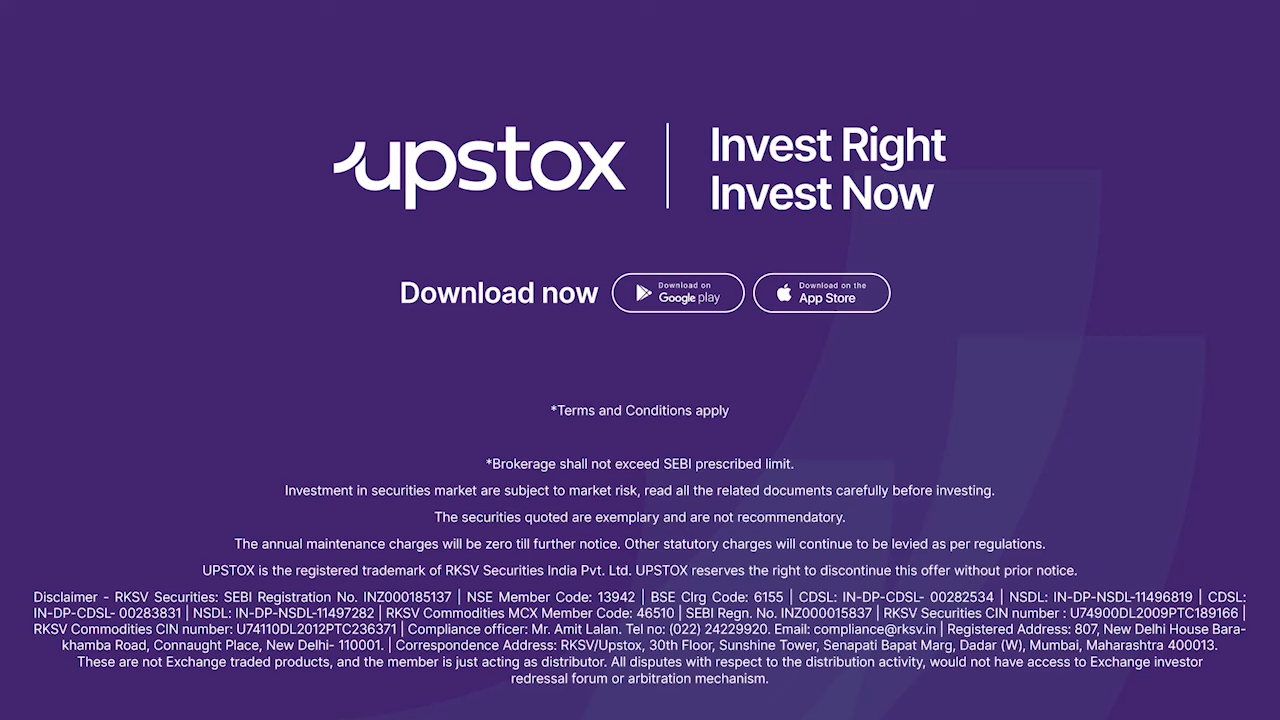 upstox
Invest Right
Invest Now
Download now
Download on
Google play
Download on the
App Store
*Terms and Conditions apply
*Brokerage shall not exceed SEBI prescribed limit.
Investment in securities market are subject to market risk, read all the related documents carefully before investing.
The securities quoted are exemplary and are not recommendatory.
The annual maintenance charges will be zero till further notice. Other statutory charges will continue to be levied as per regulations.
UPSTOX is the registered trademark of RKSV Securities India Pvt. Ltd. UPSTOX reserves the right to discontinue this offer without prior notice.
Disclaimer - RKSV Securities: SEBI Registration No. INZ000185137 | NSE Member Code: 13942 | BSE Clrg Code: 6155 | CDSL: IN-DP-CDSL- 00282534 | NSDL: IN-DP-NSDL-11496819 | CDSL:
IN-DP-CDSL- 00283831 | NSDL: IN-DP-NSDL-11497282 | RKSV Commodities MCX Member Code: 46510 | SEBI Regn. No. INZ000015837 | RKSV Securities CIN number : U74900DL2009PTC189166 |
RKSV Commodities CIN number: U74110DL2012PTC236371 | Compliance officer: Mr. Amit Lalan. Tel no: (022) 24229920. Email: compliance@rksv.in | Registered Address: 807, New Delhi House Bara-
khamba Road, Connaught Place, New Delhi- 110001. | Correspondence Address: RKSV/Upstox, 30th Floor, Sunshine Tower, Senapati Bapat Marg, Dadar (W), Mumbai, Maharashtra 400013.
These are not Exchange traded products, and the member is just acting as distributor. All disputes with respect to the distribution activity, would not have access to Exchange investor
redressal forum or arbitration mechanism.